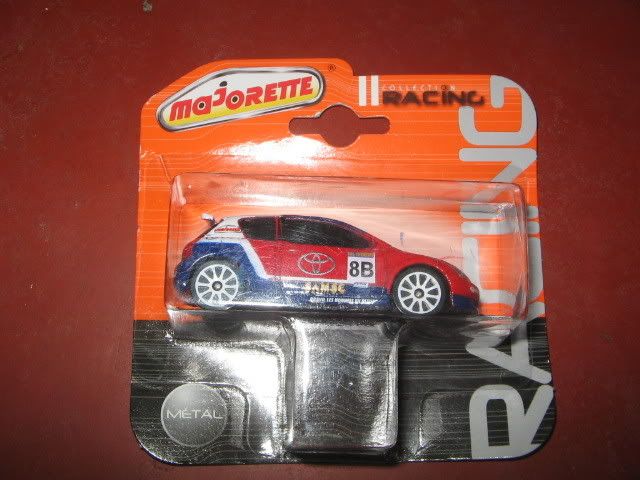 MAJORETTE
®
COLLECTION
RACING
RACING
8B
MÉTAL